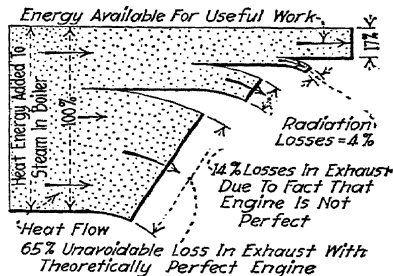 Energy Available For Useful Work
17%
Heat Energy Added To
Steam In Boiler
100%
Radiation
Losses=4%
14% Losses In Exhaust
Due To Fact That
Engine Is Not
Perfect
Heat Flow
65% Unavoidable Loss In Exhaust With
Theoretically Perfect Engine